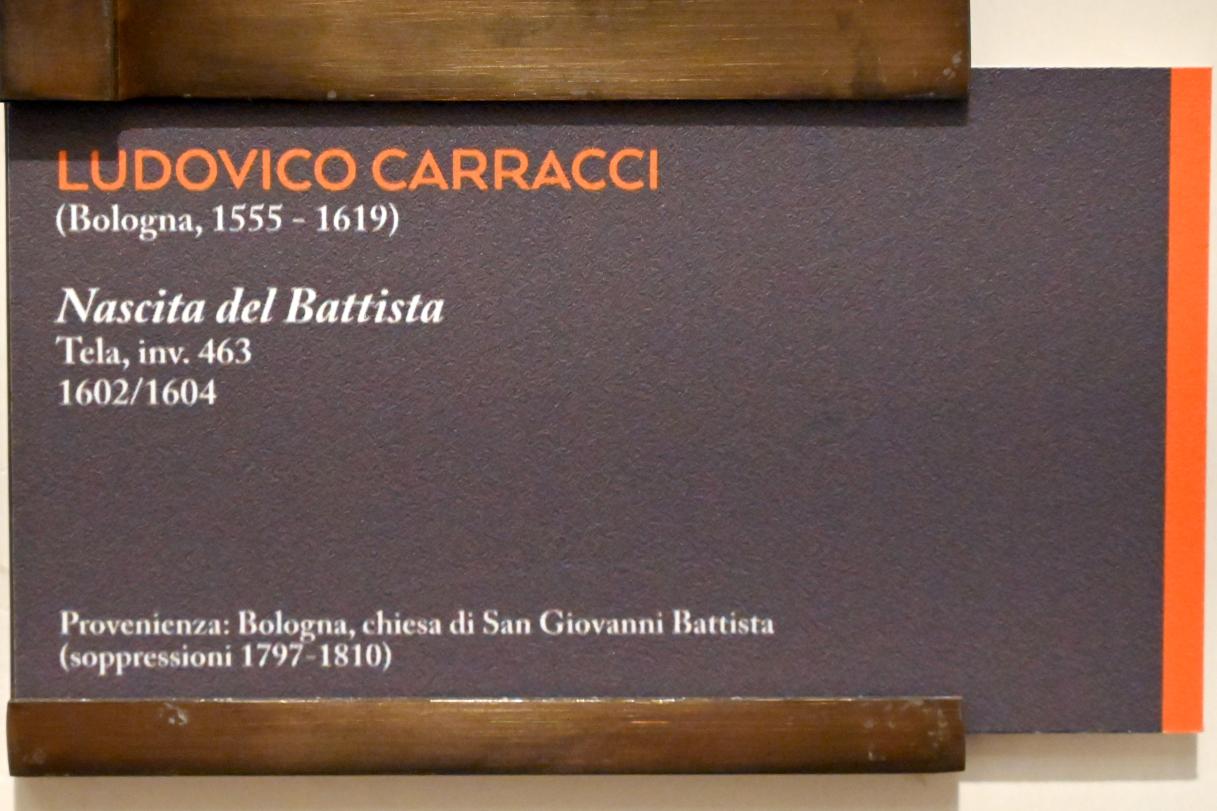 LUDOVICO CARRACCI
(Bologna, 1555 - 1619)
Nascita del Battista
Tela, inv. 463
1602/1604
Provenienza: Bologna, chiesa di San Giovanni Battista
(soppressioni 1797-1810)